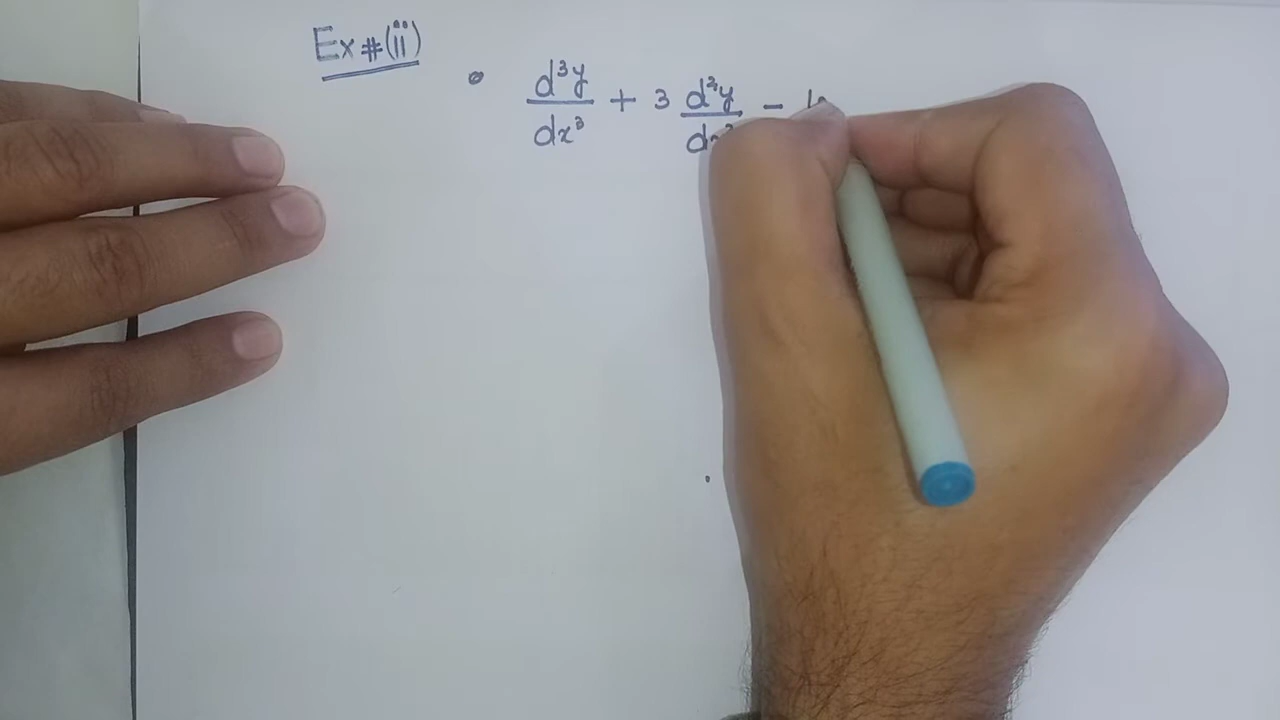 Ex #(ii)
• d³y/dx³ + 3 d²y/dx² -